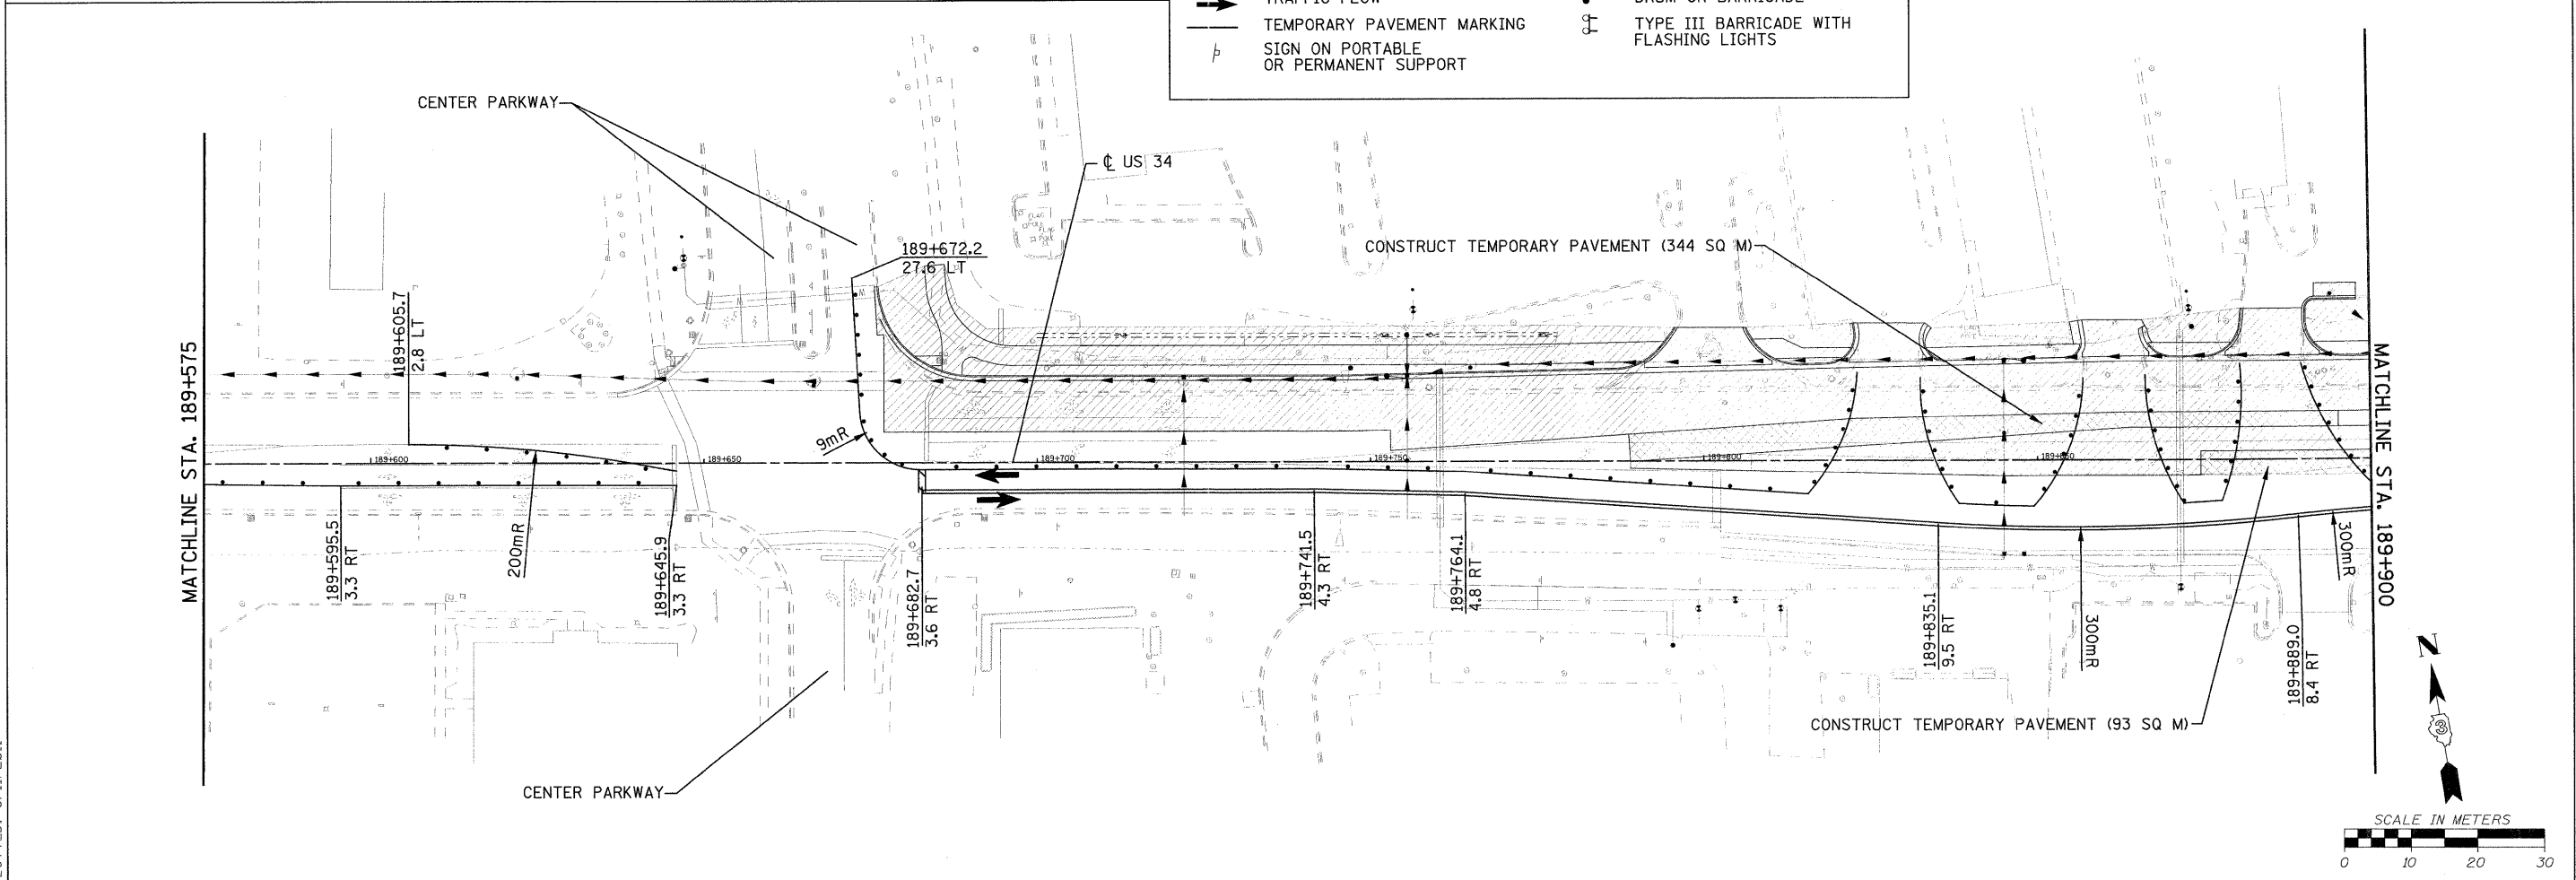 TRAFFIC FLOW
DRUM OR BARRICADE
TEMPORARY PAVEMENT MARKING
TYPE III BARRICADE WITH
FLASHING LIGHTS
SIGN ON PORTABLE
OR PERMANENT SUPPORT
CENTER PARKWAY
℄ US 34
189+672.2
27.6 LT
CONSTRUCT TEMPORARY PAVEMENT (344 SQ M)
189+605.7
2.8 LT
MATCHLINE STA. 189+575
MATCHLINE STA. 189+900
9mR
189+600
189+650
189+700
189+750
189+800
189+850
189+595.5
3.3 RT
200mR
189+645.9
3.3 RT
189+682.7
3.6 RT
189+741.5
4.3 RT
189+764.1
4.8 RT
189+835.1
9.5 RT
300mR
189+889.0
8.4 RT
300mR
CONSTRUCT TEMPORARY PAVEMENT (93 SQ M)
CENTER PARKWAY
N
3
SCALE IN METERS
0 10 20 30